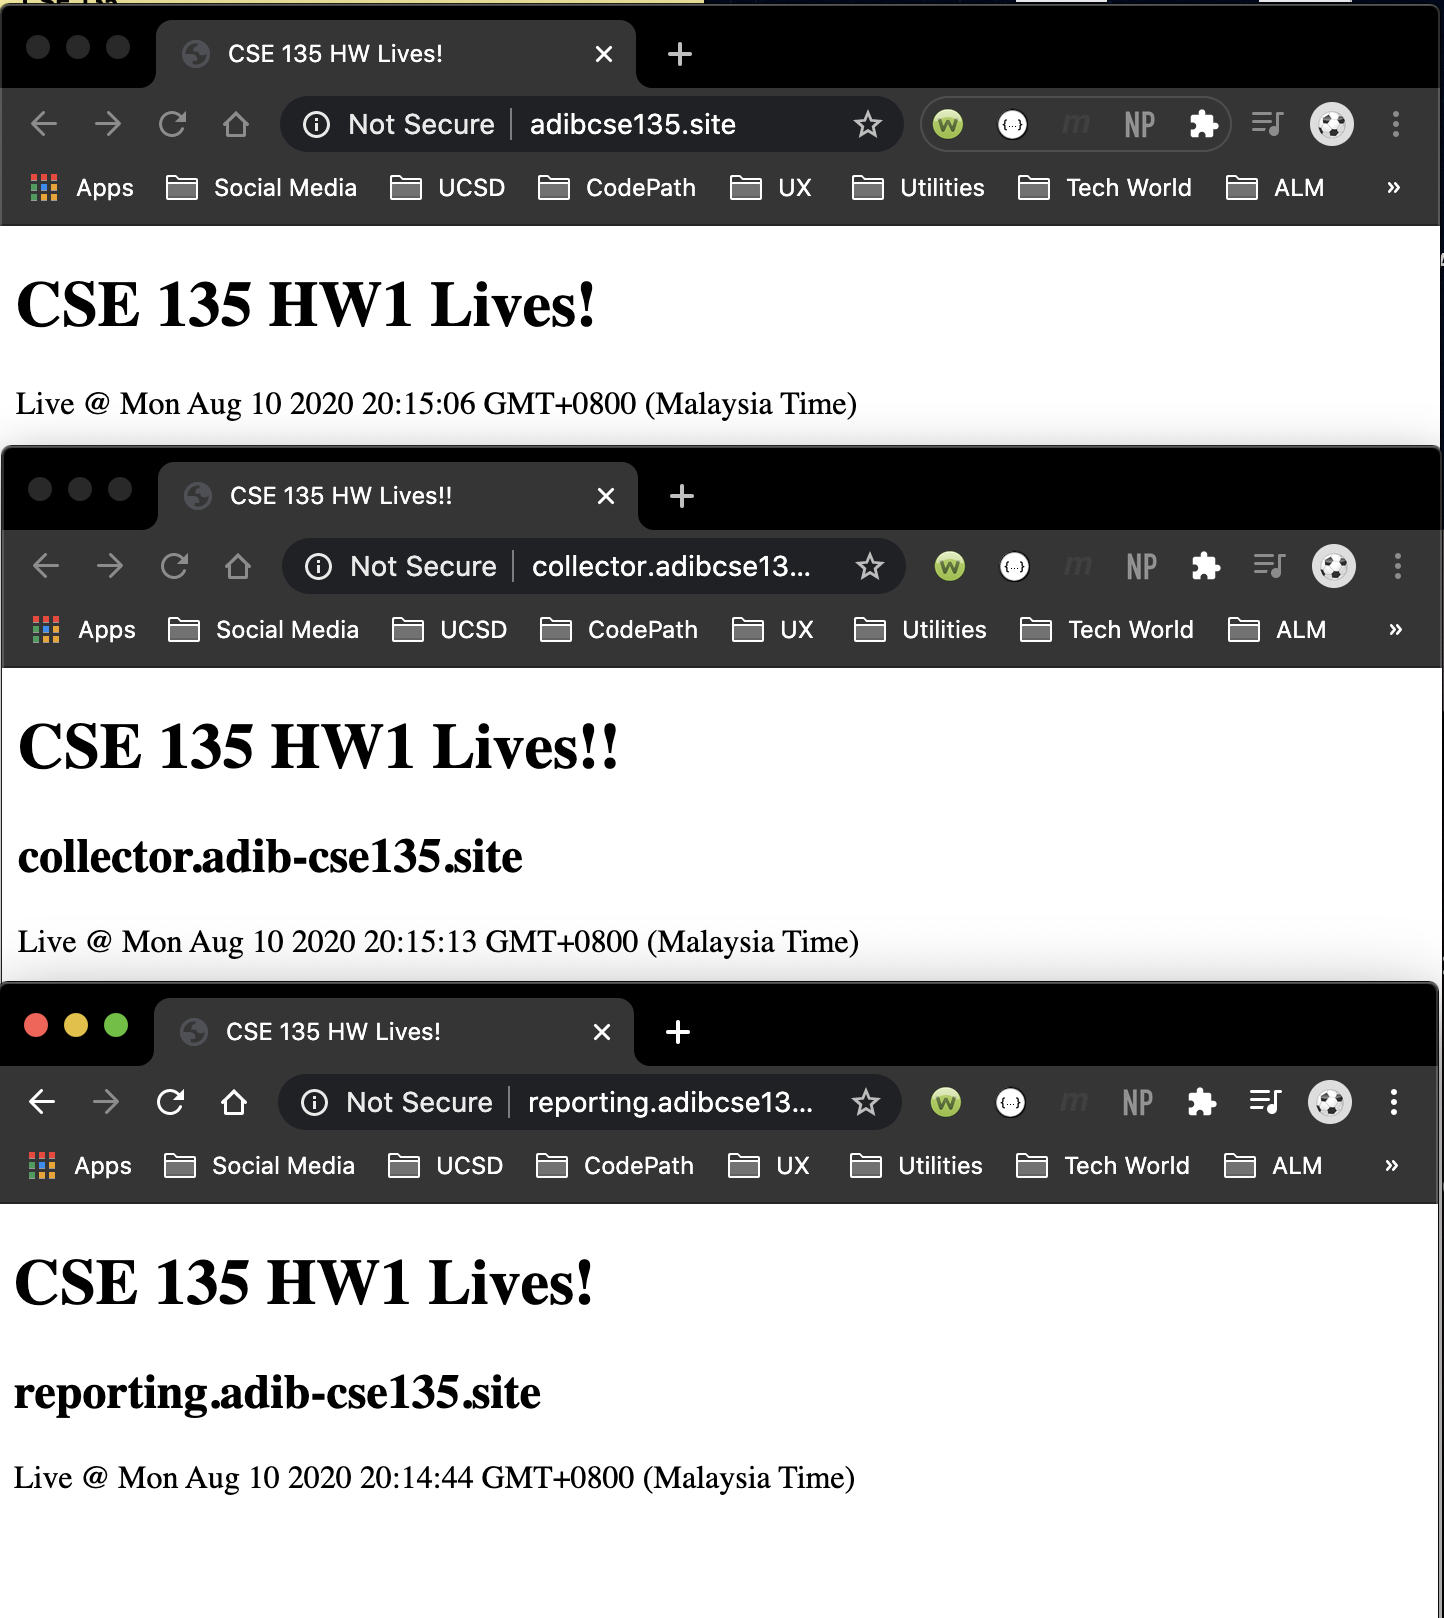 CSE 135 HW Lives!
Not Secure | adibcse135.site
{...} m NP
Apps Social Media UCSD CodePath UX Utilities Tech World ALM »
CSE 135 HW1 Lives!
Live @ Mon Aug 10 2020 20:15:06 GMT+0800 (Malaysia Time)
CSE 135 HW Lives!!
Not Secure | collector.adibcse13...
{...} m NP
Apps Social Media UCSD CodePath UX Utilities Tech World ALM »
CSE 135 HW1 Lives!!
collector.adib-cse135.site
Live @ Mon Aug 10 2020 20:15:13 GMT+0800 (Malaysia Time)
CSE 135 HW Lives!
Not Secure | reporting.adibcse13...
{...} m NP
Apps Social Media UCSD CodePath UX Utilities Tech World ALM »
CSE 135 HW1 Lives!
reporting.adib-cse135.site
Live @ Mon Aug 10 2020 20:14:44 GMT+0800 (Malaysia Time)